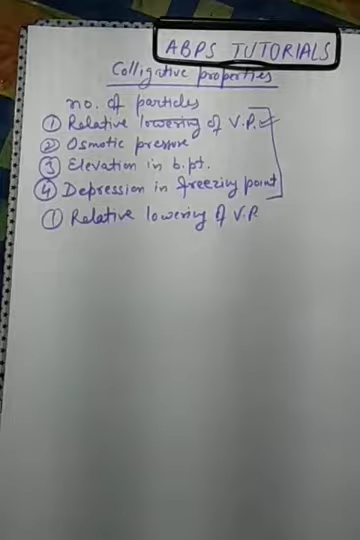 ABPS TUTORIALS
Colligative properties
no. of particles
① Relative lowering of V.P.
② Osmotic pressure
③ Elevation in b.pt.
④ Depression in freezing point
① Relative lowering of V.P